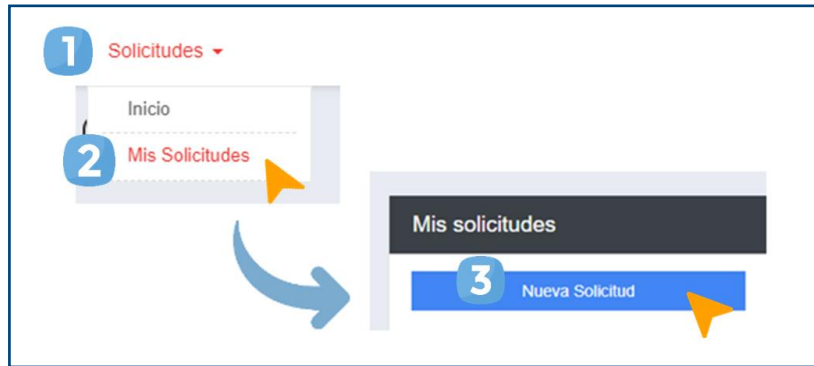 1 Solicitudes
Inicio
2 Mis Solicitudes
Mis solicitudes
3 Nueva Solicitud